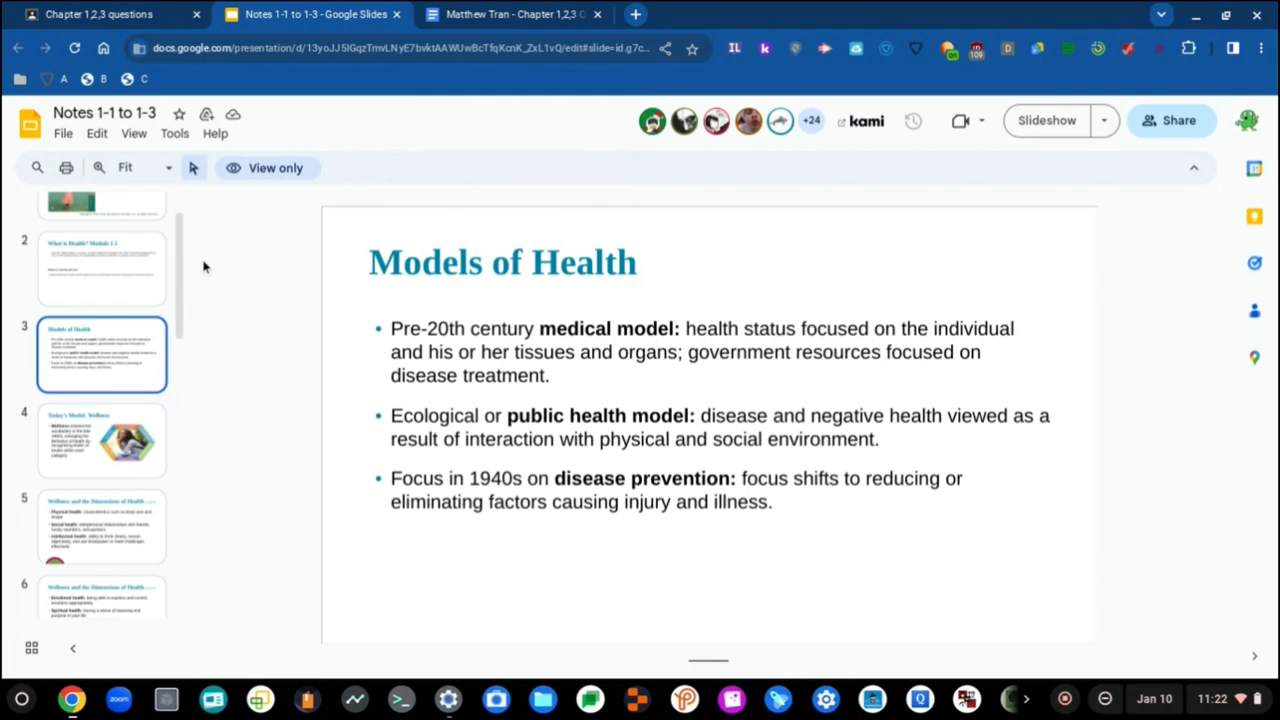 Chapter 1,2,3 questions
Notes 1-1 to 1-3 - Google Slides
Matthew Tran - Chapter 1,2,3 Q
docs.google.com/presentation/d/13yoJJ5IGqzTmvLNyE7bvktAAWUwBcTfqKcnK_ZxL1vQ/edit#slide=id.g7c...
A B C
Notes 1-1 to 1-3
File Edit View Tools Help
+24
kami
Slideshow
Share
Fit
View only
2
What is Health? Module 1.1
3
Models of Health
4
Today's Model: Wellness
5
Wellness and the Dimensions of Health
6
Wellness and the Dimensions of Health
Models of Health
• Pre-20th century medical model: health status focused on the individual
and his or her tissues and organs; government resources focused on
disease treatment.
• Ecological or public health model: diseases and negative health viewed as a
result of interaction with physical and social environment.
• Focus in 1940s on disease prevention: focus shifts to reducing or
eliminating factors causing injury and illness.
zoom
Jan 10
11:22